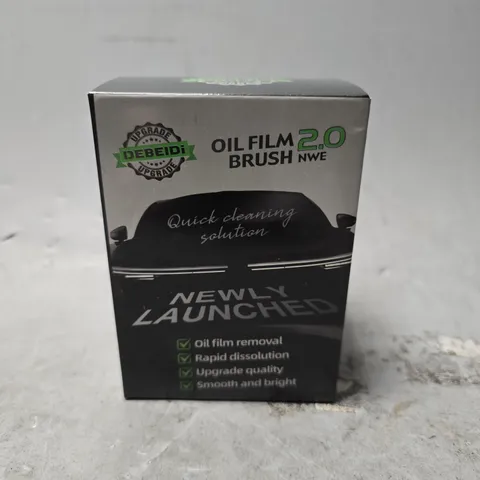 UPGRADE
DEBEIDi
UPGRADE
OIL FILM 2.0
BRUSH NWE
Quick cleaning
solution
NEWLY
LAUNCHED
Oil film removal
Rapid dissolution
Upgrade quality
Smooth and bright